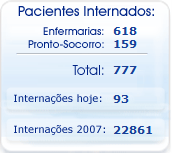 Pacientes Internados:
Enfermarias: 618
Pronto-Socorro: 159
Total: 777
Internações hoje: 93
Internações 2007: 22861